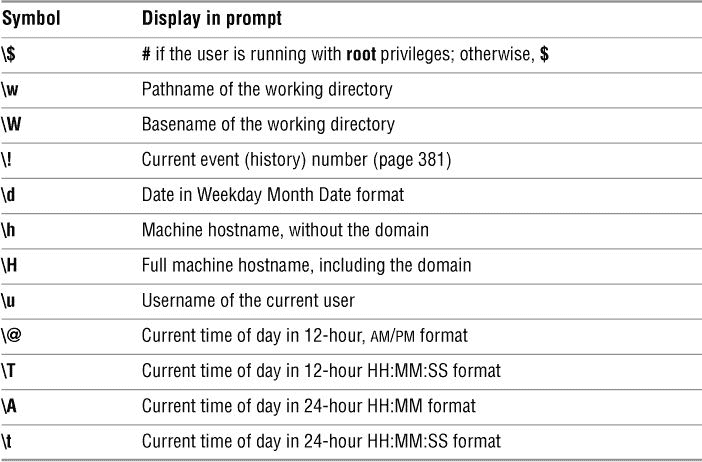 Symbol Display in prompt
\$ # if the user is running with root privileges; otherwise, $
\w Pathname of the working directory
\W Basename of the working directory
\! Current event (history) number (page 381)
\d Date in Weekday Month Date format
\h Machine hostname, without the domain
\H Full machine hostname, including the domain
\u Username of the current user
\@ Current time of day in 12-hour, AM/PM format
\T Current time of day in 12-hour HH:MM:SS format
\A Current time of day in 24-hour HH:MM format
\t Current time of day in 24-hour HH:MM:SS format